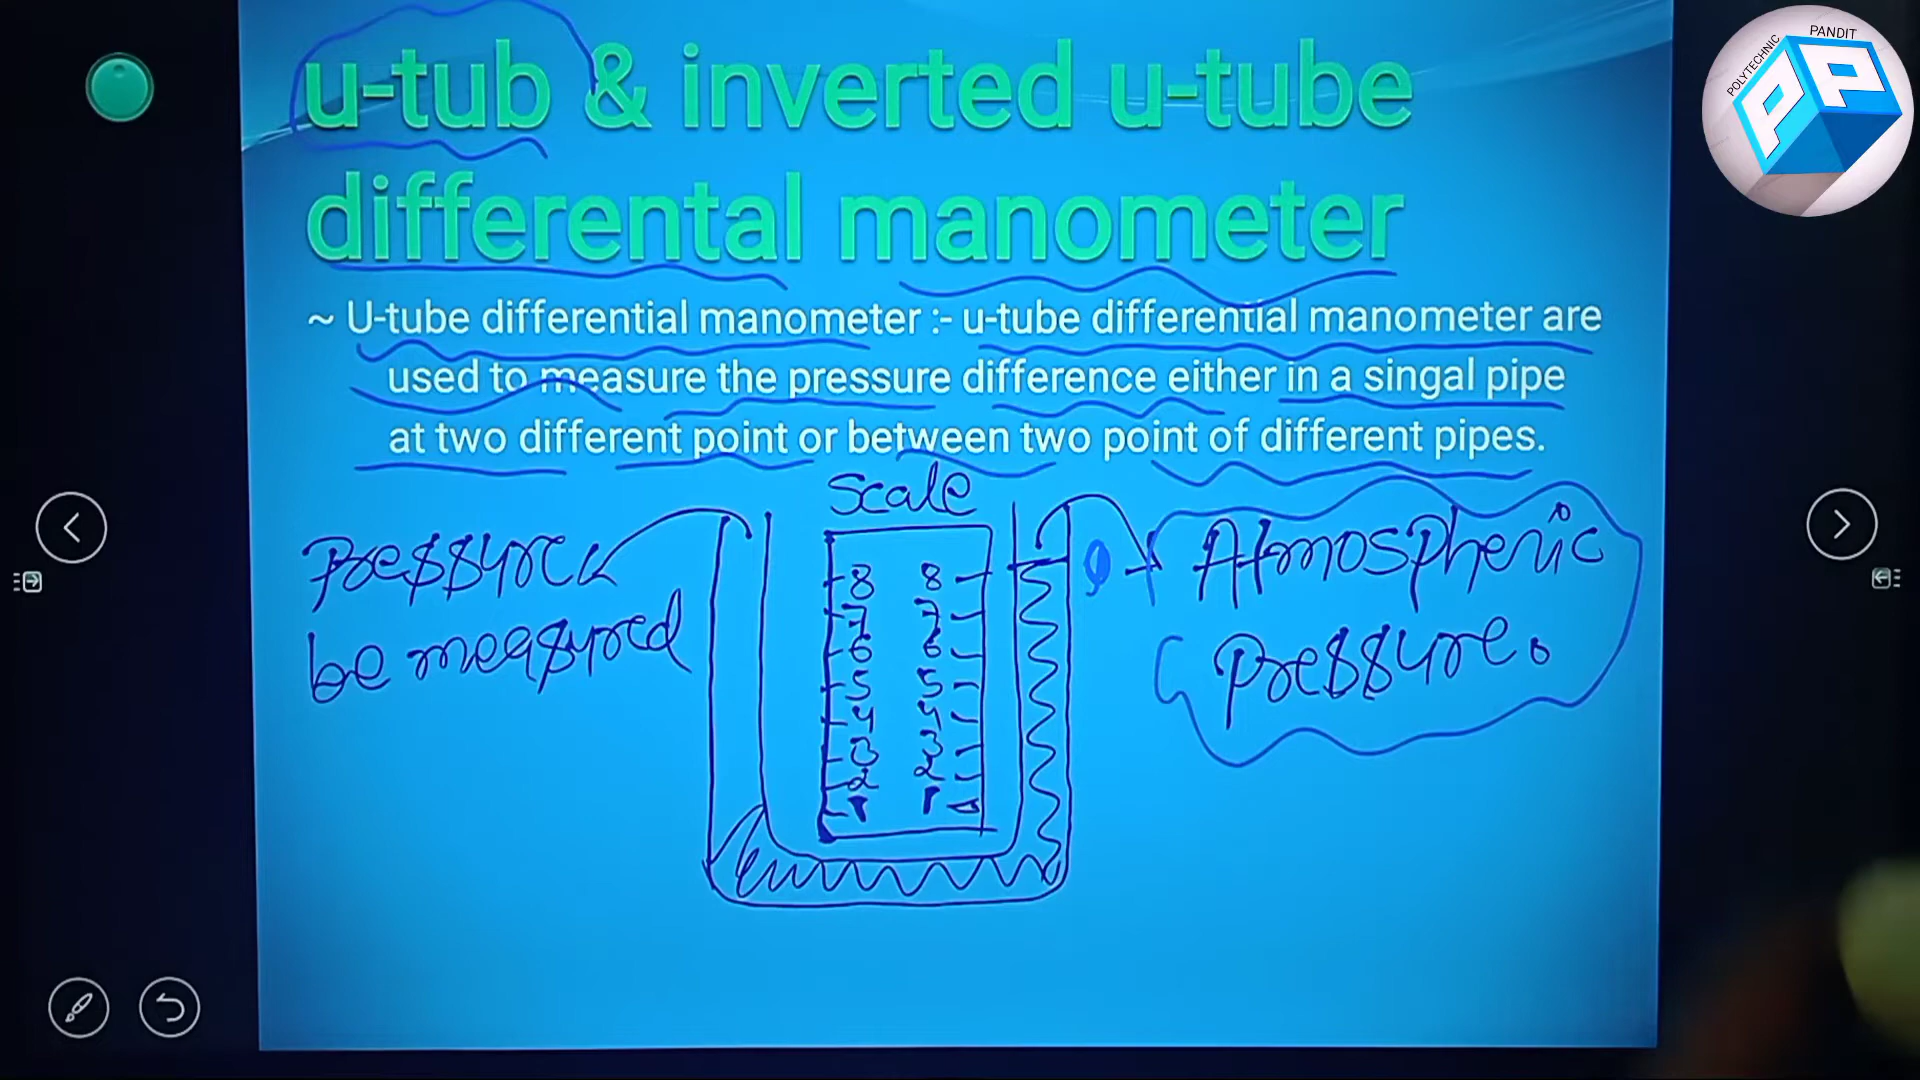 POLYTECHNIC PANDIT
PP
u-tub & inverted u-tube
differental manometer
~ U-tube differential manometer :- u-tube differential manometer are
used to measure the pressure difference either in a singal pipe
at two different point or between two point of different pipes.
Scale
Pressure
be measured
Atmospheric
Pressure.
8 8
7 7
6 6
5 5
4 4
3 3
2 2
1 1